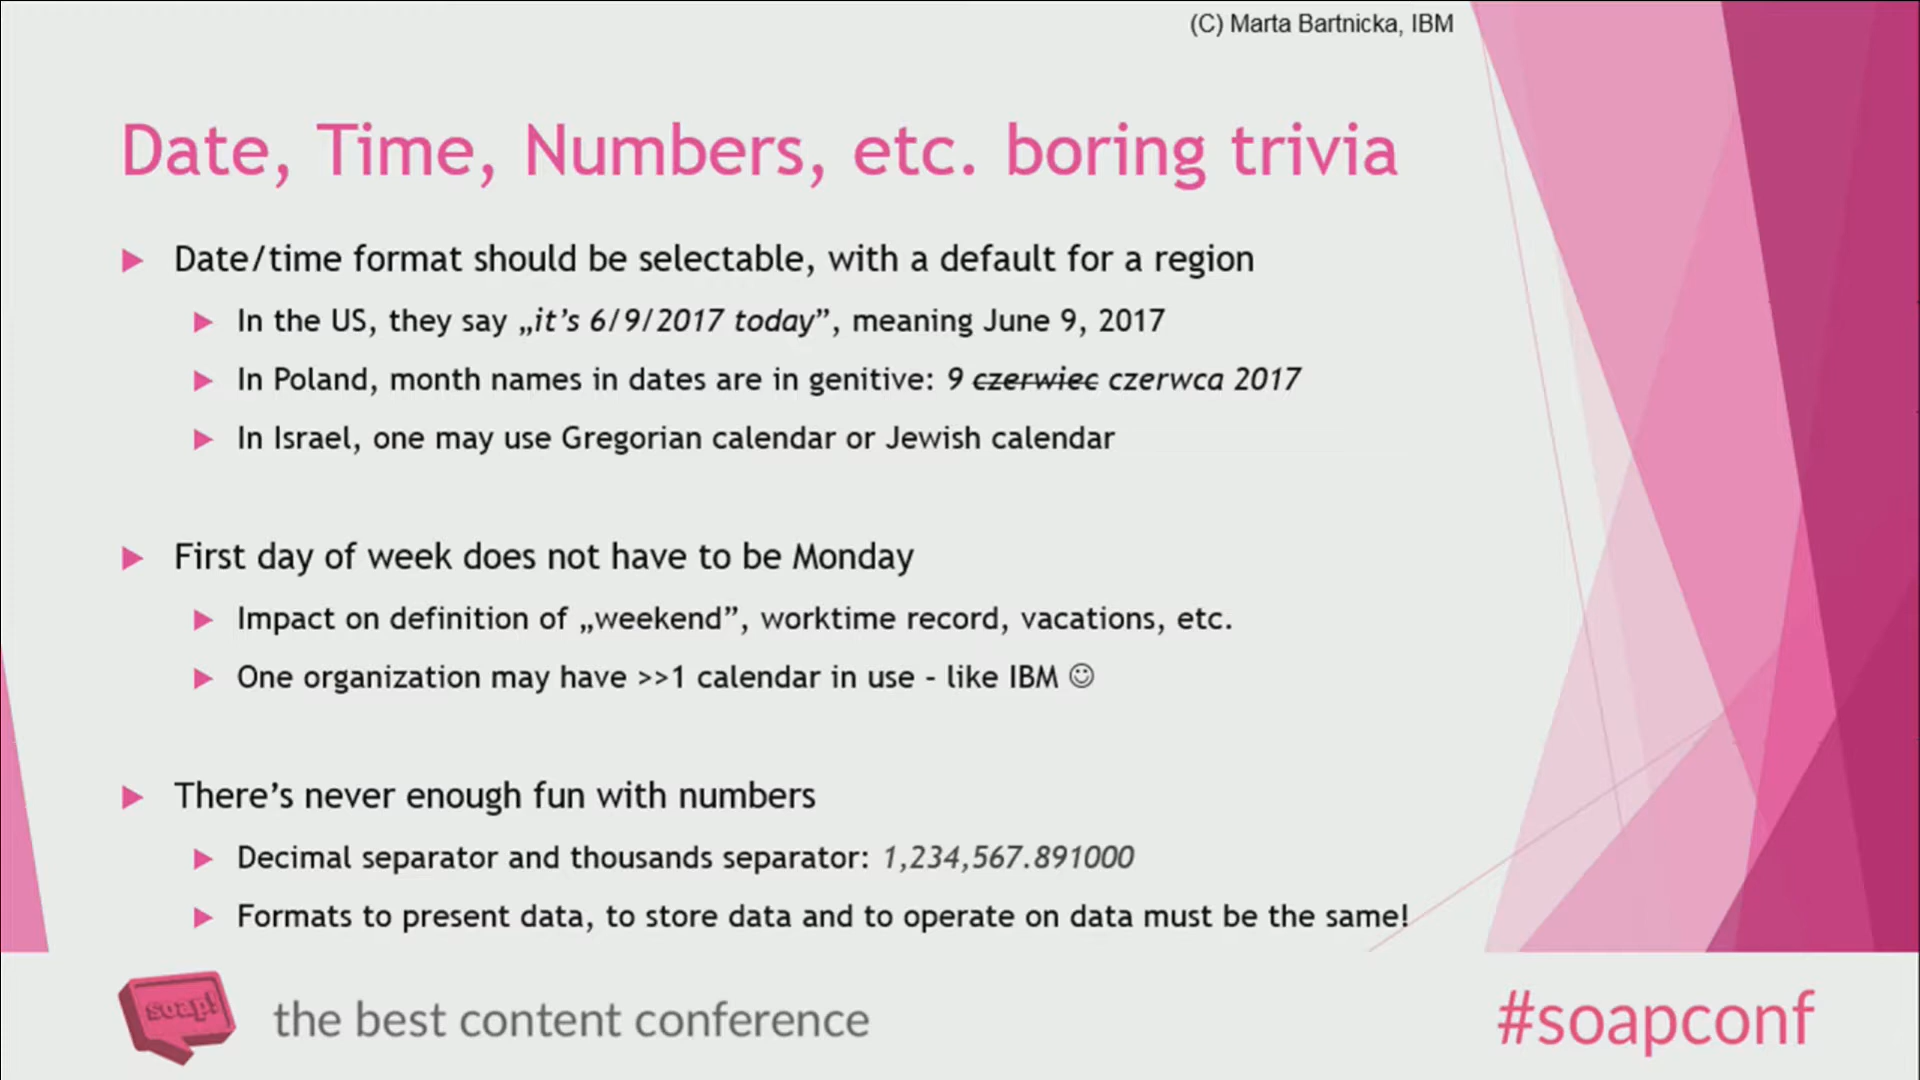 (C) Marta Bartnicka, IBM
Date, Time, Numbers, etc. boring trivia
Date/time format should be selectable, with a default for a region
In the US, they say „it’s 6/9/2017 today”, meaning June 9, 2017
In Poland, month names in dates are in genitive: 9 czerwiec czerwca 2017
In Israel, one may use Gregorian calendar or Jewish calendar
First day of week does not have to be Monday
Impact on definition of „weekend”, worktime record, vacations, etc.
One organization may have >>1 calendar in use – like IBM ☺
There’s never enough fun with numbers
Decimal separator and thousands separator: 1,234,567.891000
Formats to present data, to store data and to operate on data must be the same!
soap!
the best content conference
#soapconf